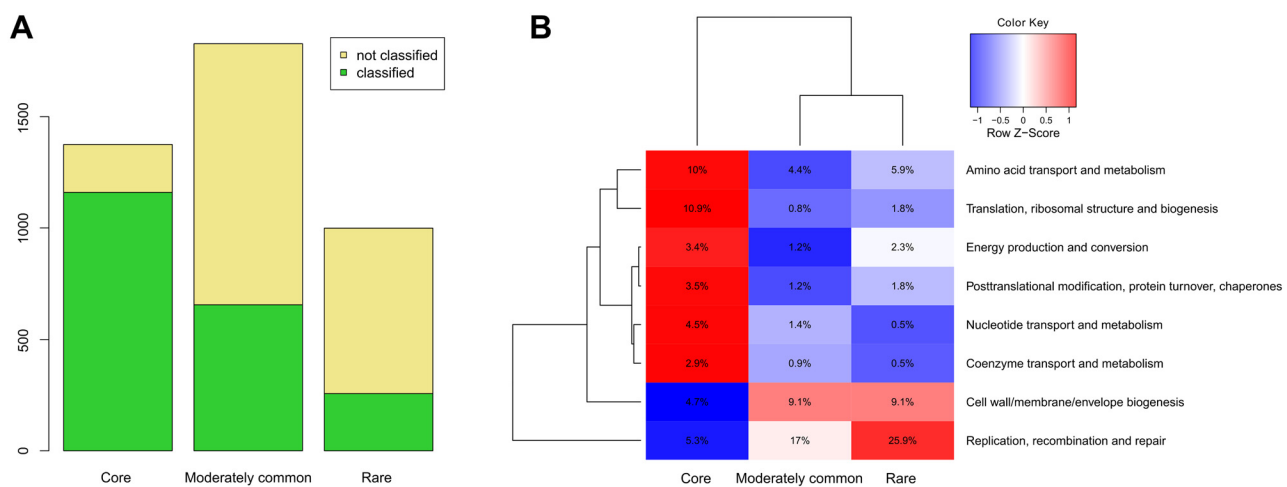 A
not classified
classified
1500
1000
500
0
Core
Moderately common
Rare
B
Color Key
−1 −0.5 0 0.5 1
Row Z−Score
10% 4.4% 5.9% Amino acid transport and metabolism
10.9% 0.8% 1.8% Translation, ribosomal structure and biogenesis
3.4% 1.2% 2.3% Energy production and conversion
3.5% 1.2% 1.8% Posttranslational modification, protein turnover, chaperones
4.5% 1.4% 0.5% Nucleotide transport and metabolism
2.9% 0.9% 0.5% Coenzyme transport and metabolism
4.7% 9.1% 9.1% Cell wall/membrane/envelope biogenesis
5.3% 17% 25.9% Replication, recombination and repair
Core Moderately common Rare